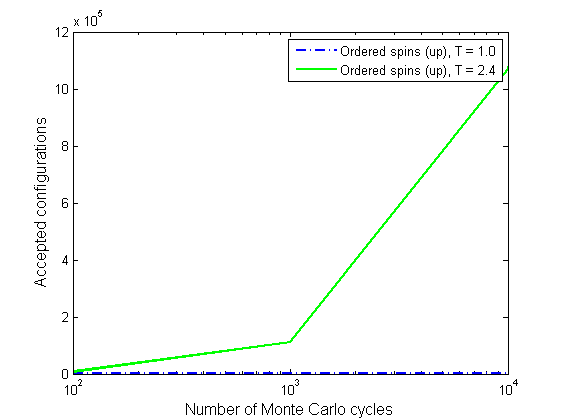 x 10^5
12
10
8
6
4
2
0
Accepted configurations
Ordered spins (up), T = 1.0
Ordered spins (up), T = 2.4
10^2 10^3 10^4
Number of Monte Carlo cycles